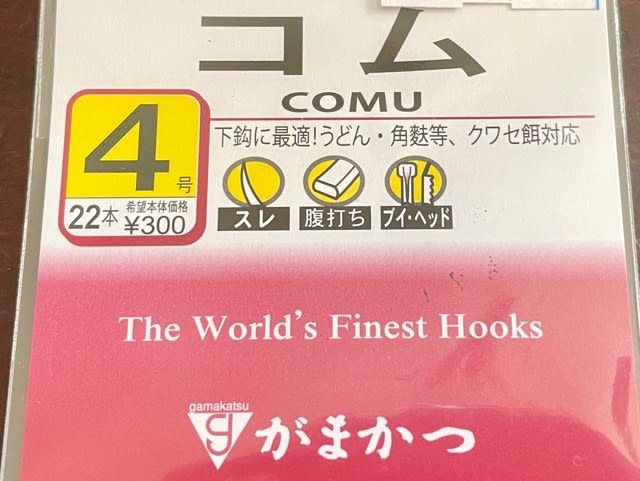 コム
COMU
4号
22本 希望本体価格 ¥300
下鈎に最適!うどん・角麩等、クワセ餌対応
スレ 腹打ち ブイ・ヘッド
The World's Finest Hooks
gamakatsu
がまかつ